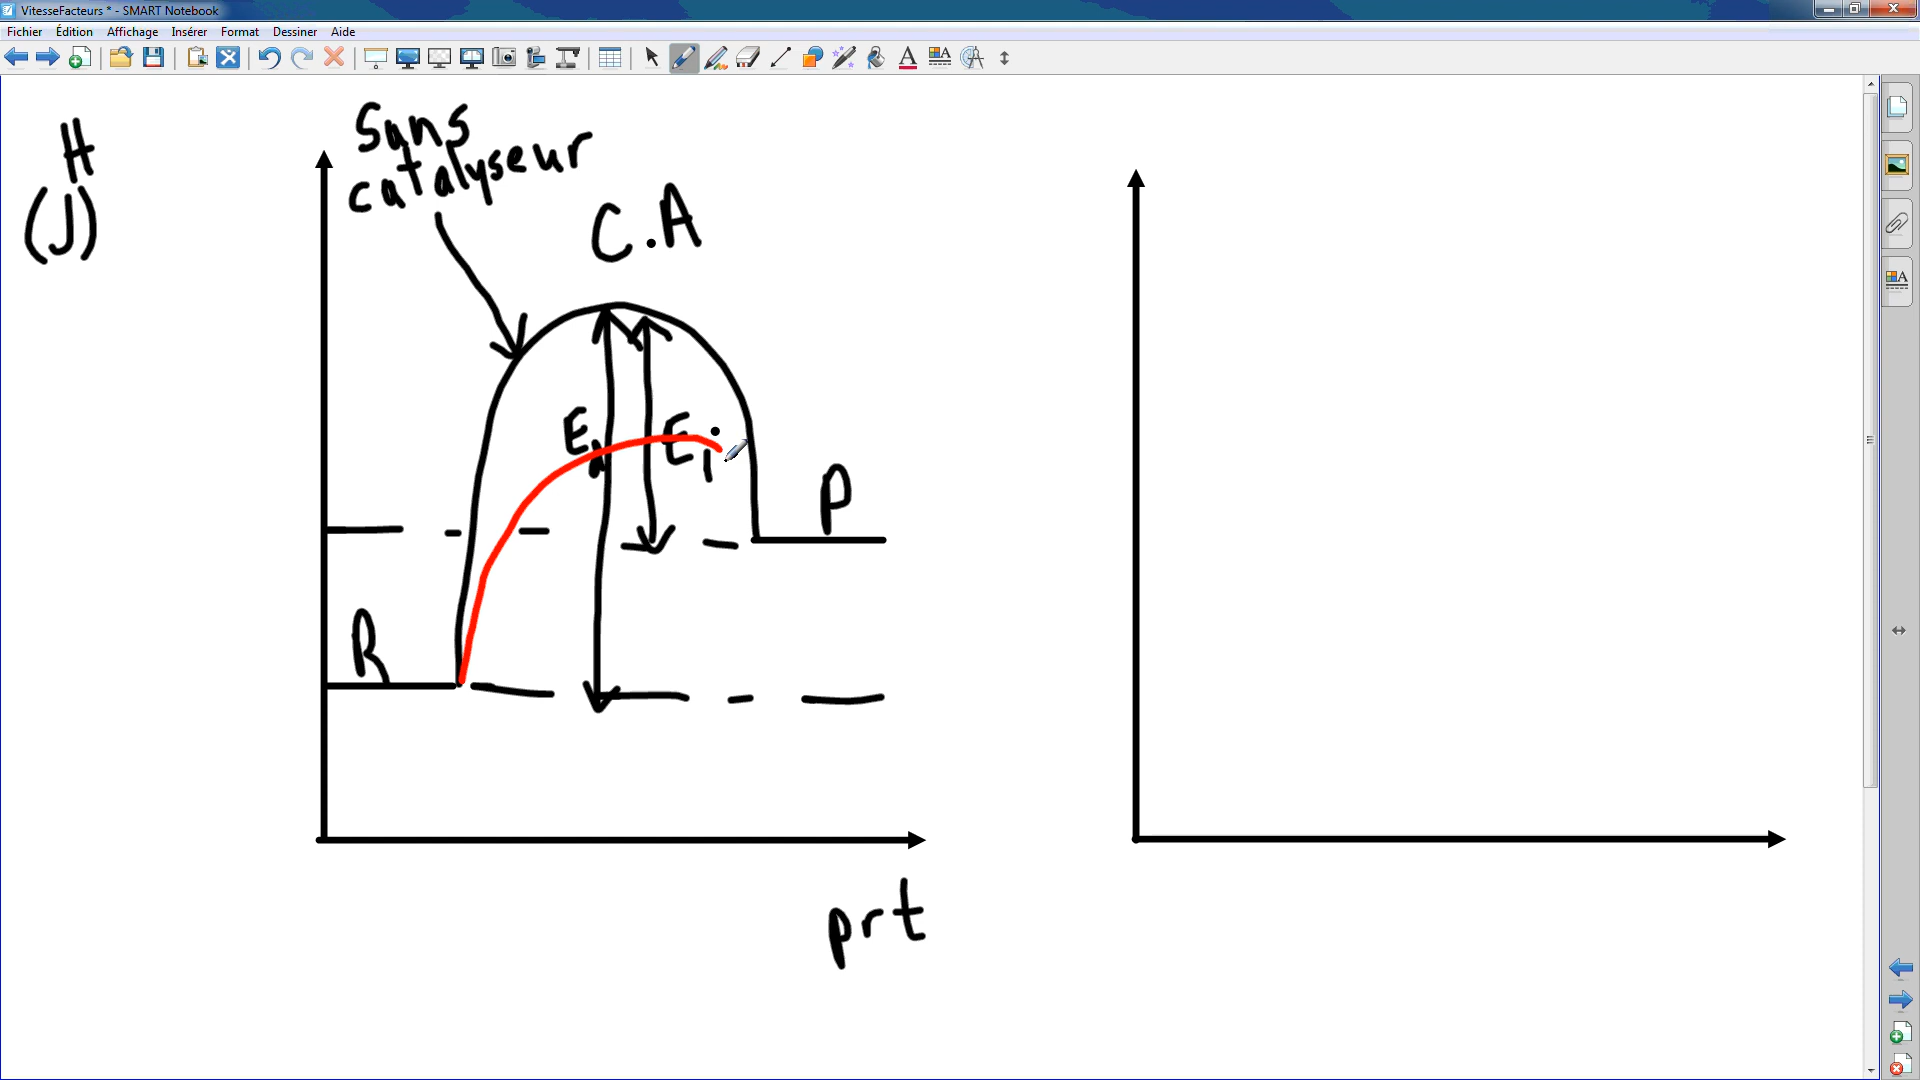 VitesseFacteurs * - SMART Notebook
Fichier Édition Affichage Insérer Format Dessiner Aide
H
(J)
Sans
catalyseur
C.A
Ea
Ei
P
R
prt